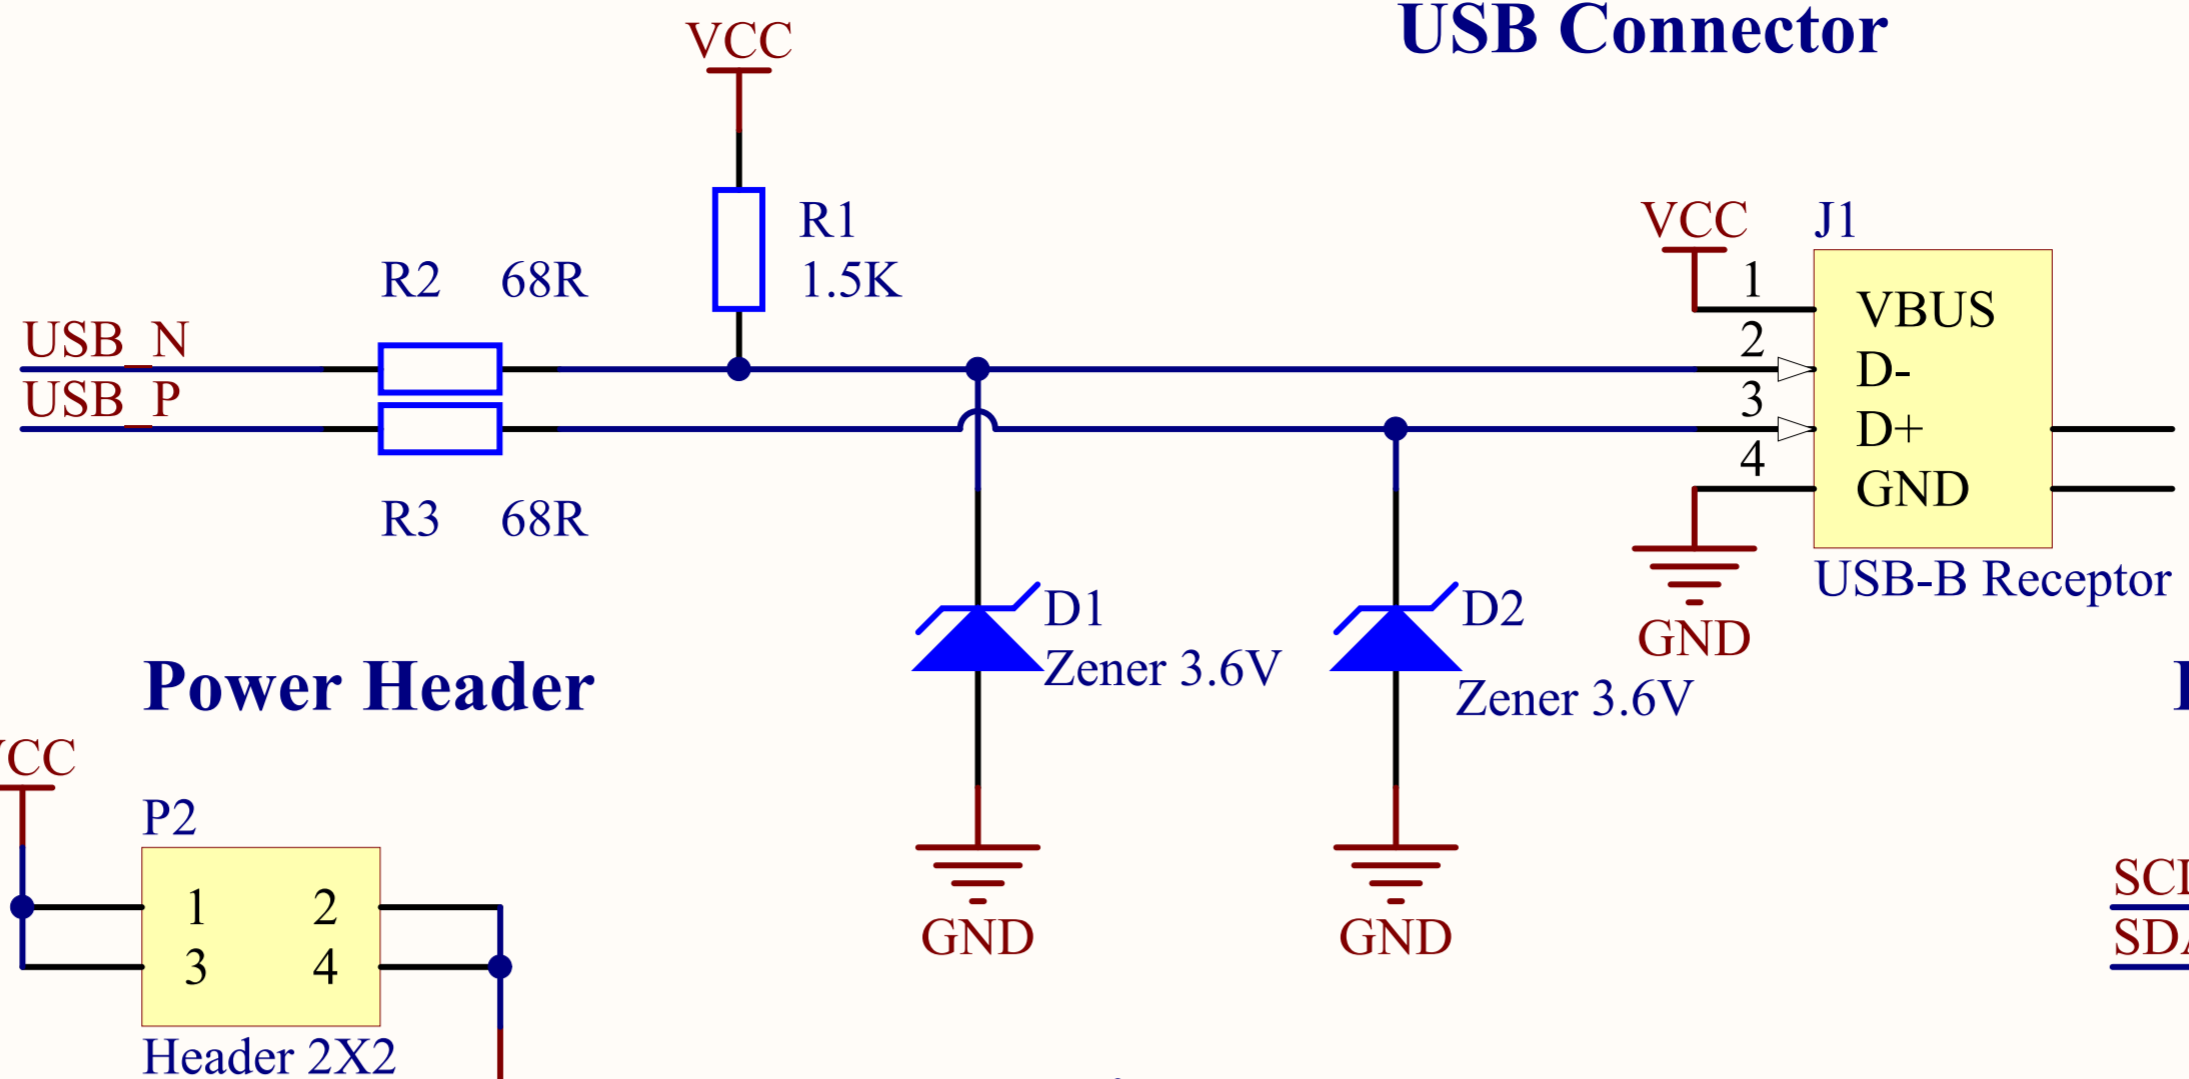 USB Connector
VCC
R1
1.5K
R2 68R
USB_N
USB_P
R3 68R
VCC
J1
1
VBUS
2
D-
3
D+
4
GND
USB-B Receptor
GND
D1
Zener 3.6V
D2
Zener 3.6V
GND
GND
Power Header
VCC
P2
1 2
3 4
Header 2X2